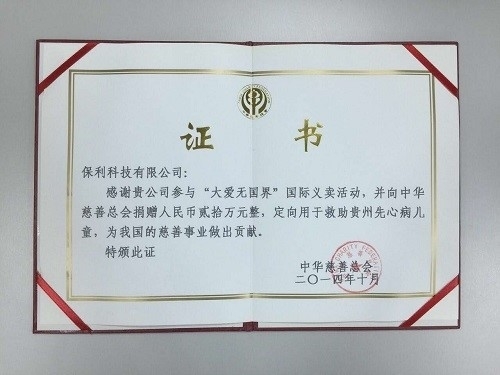 证 书
保利科技有限公司：
感谢贵公司参与“大爱无国界”国际义卖活动，并向中华
慈善总会捐赠人民币贰拾万元整，定向用于救助贵州先心病儿
童，为我国的慈善事业做出贡献。
特颁此证
中华慈善总会
二〇一四年十月